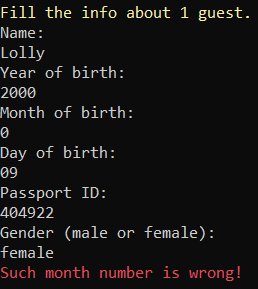 Fill the info about 1 guest.
Name:
Lolly
Year of birth:
2000
Month of birth:
0
Day of birth:
09
Passport ID:
404922
Gender (male or female):
female
Such month number is wrong!